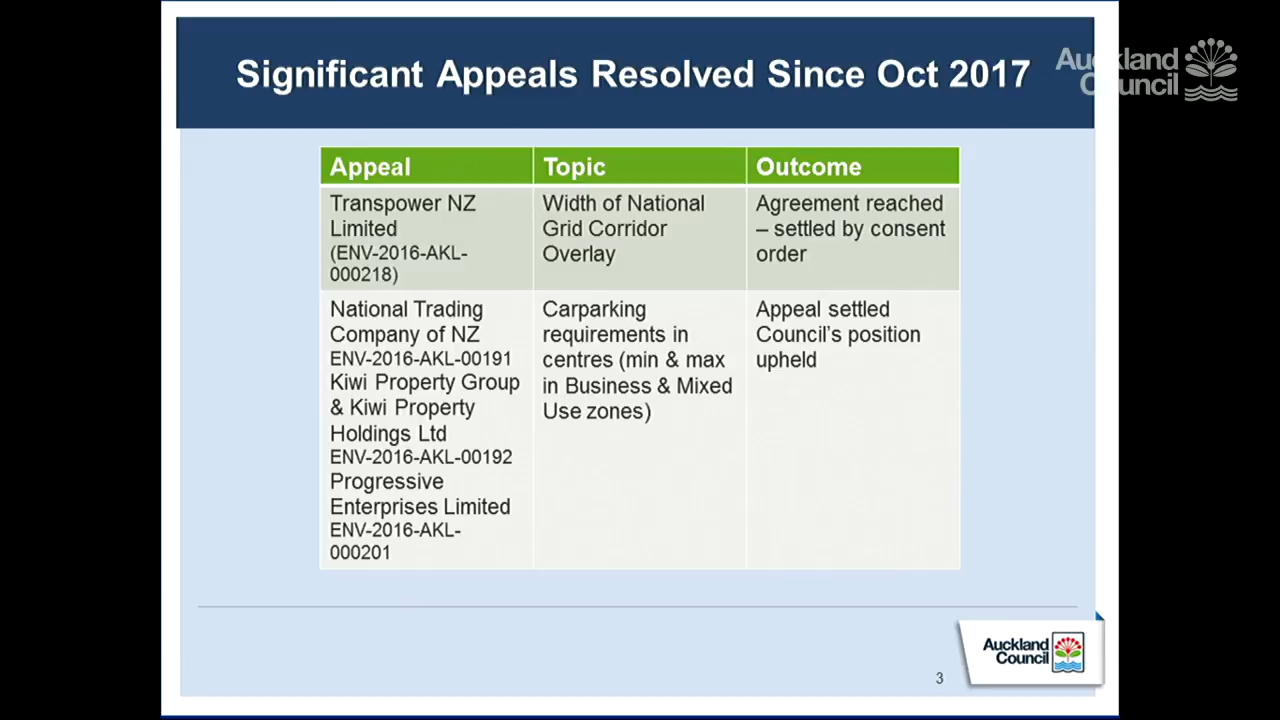 Significant Appeals Resolved Since Oct 2017
Auckland
Council
Appeal
Topic
Outcome
Transpower NZ
Limited
(ENV-2016-AKL-
000218)
Width of National
Grid Corridor
Overlay
Agreement reached
– settled by consent
order
National Trading
Company of NZ
ENV-2016-AKL-00191
Kiwi Property Group
& Kiwi Property
Holdings Ltd
ENV-2016-AKL-00192
Progressive
Enterprises Limited
ENV-2016-AKL-
000201
Carparking
requirements in
centres (min & max
in Business & Mixed
Use zones)
Appeal settled
Council’s position
upheld
Auckland
Council
3